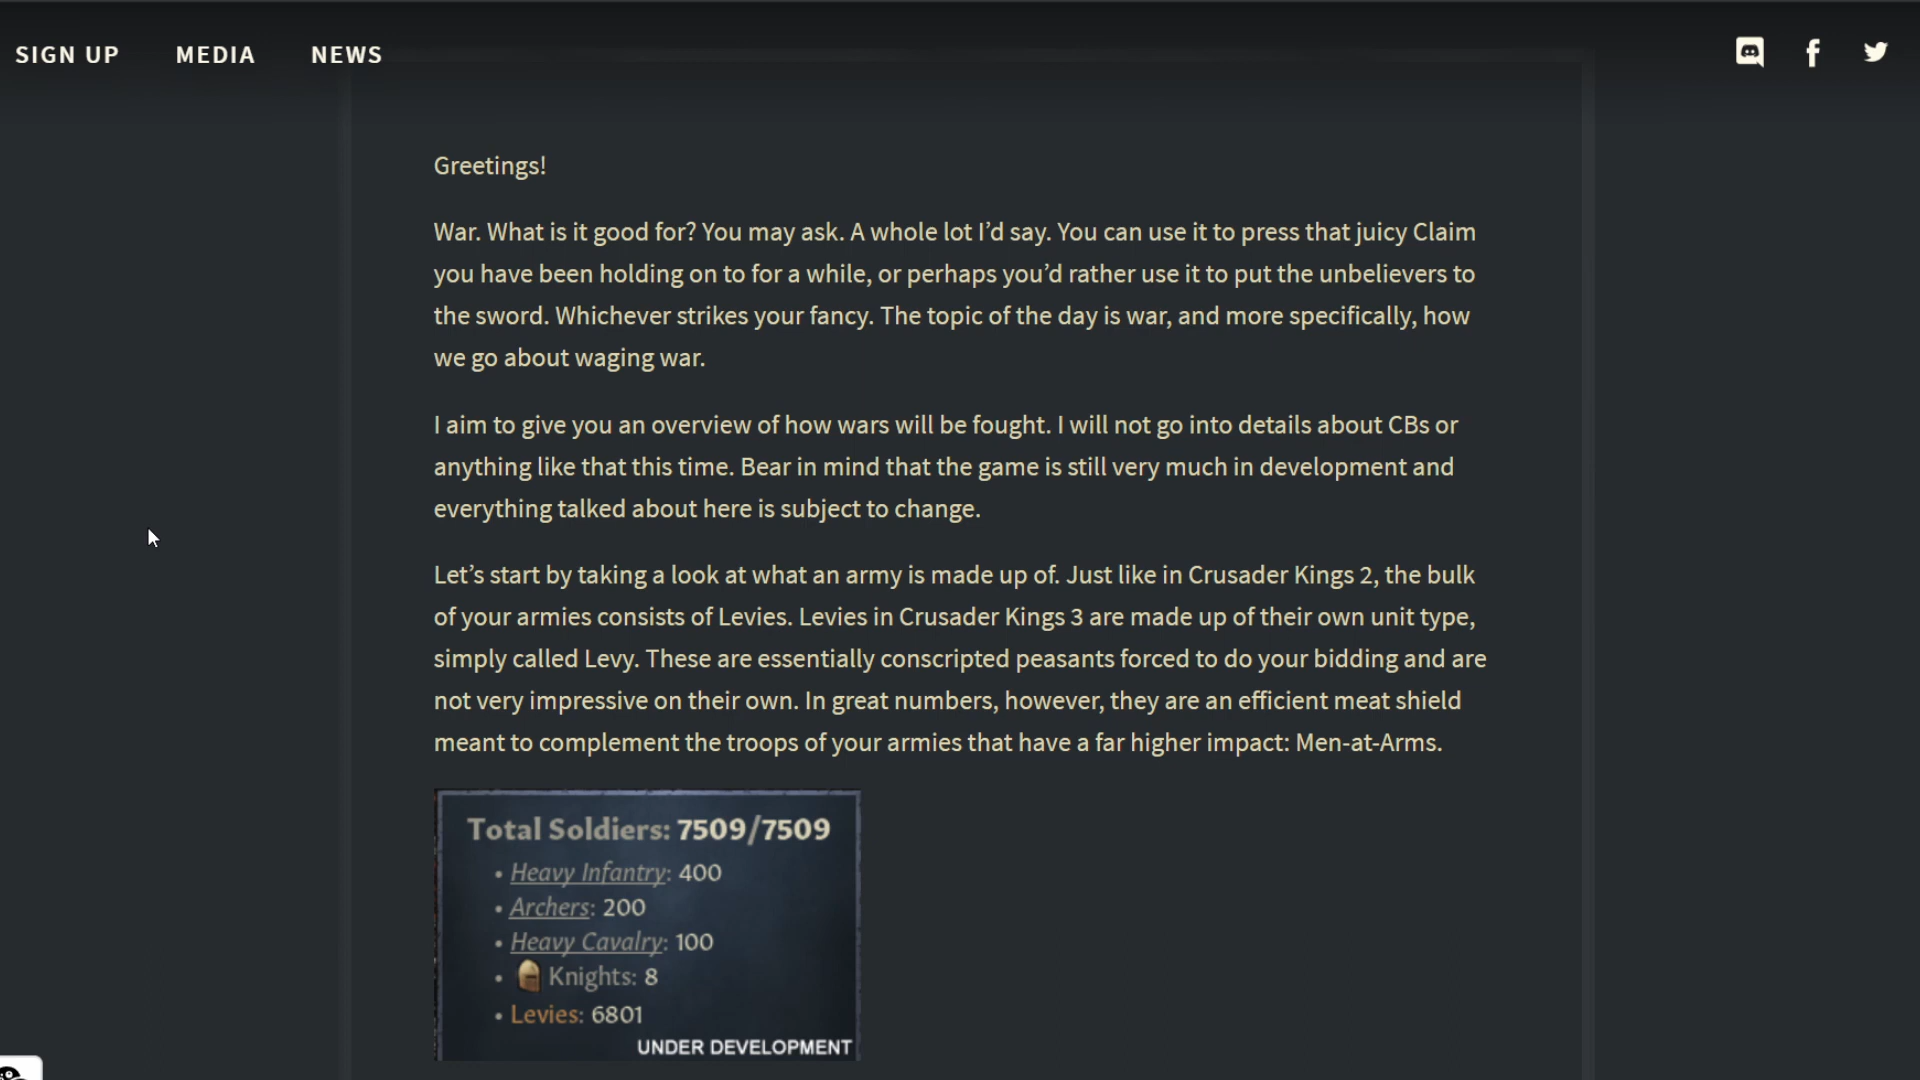 SIGN UP MEDIA NEWS
Greetings!
War. What is it good for? You may ask. A whole lot I’d say. You can use it to press that juicy Claim
you have been holding on to for a while, or perhaps you’d rather use it to put the unbelievers to
the sword. Whichever strikes your fancy. The topic of the day is war, and more specifically, how
we go about waging war.
I aim to give you an overview of how wars will be fought. I will not go into details about CBs or
anything like that this time. Bear in mind that the game is still very much in development and
everything talked about here is subject to change.
Let’s start by taking a look at what an army is made up of. Just like in Crusader Kings 2, the bulk
of your armies consists of Levies. Levies in Crusader Kings 3 are made up of their own unit type,
simply called Levy. These are essentially conscripted peasants forced to do your bidding and are
not very impressive on their own. In great numbers, however, they are an efficient meat shield
meant to complement the troops of your armies that have a far higher impact: Men-at-Arms.
Total Soldiers: 7509/7509
• Heavy Infantry: 400
• Archers: 200
• Heavy Cavalry: 100
• Knights: 8
• Levies: 6801
UNDER DEVELOPMENT